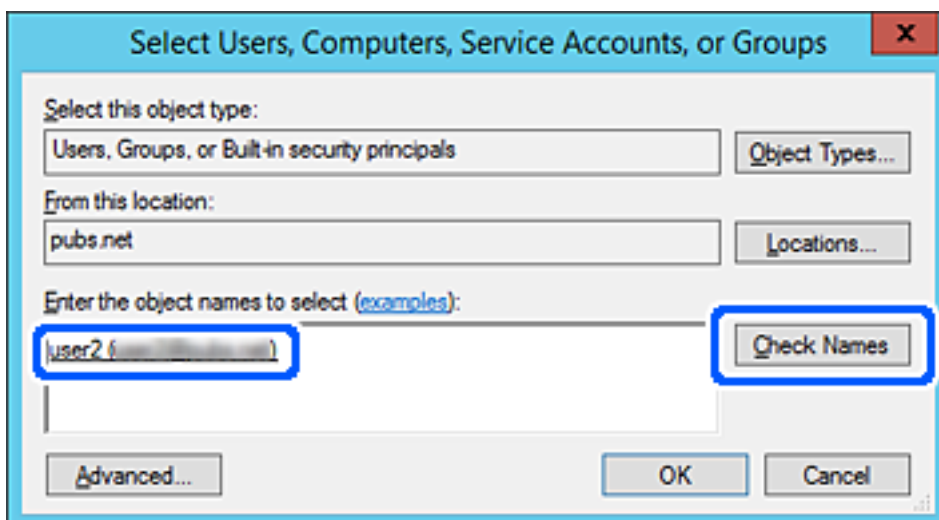 Select Users, Computers, Service Accounts, or Groups
x
Select this object type:
Users, Groups, or Built-in security principals
Object Types...
From this location:
pubs.net
Locations...
Enter the object names to select (examples):
user2 ( )
Check Names
Advanced...
OK
Cancel